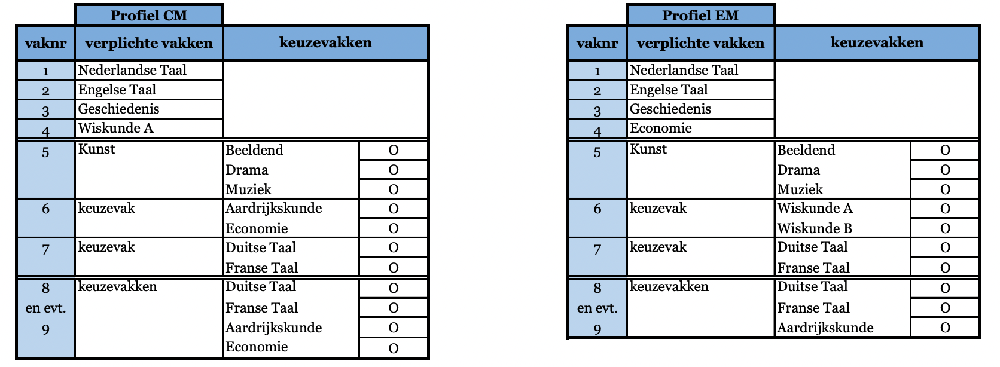 Profiel CM
vaknr verplichte vakken keuzevakken
1 Nederlandse Taal
2 Engelse Taal
3 Geschiedenis
4 Wiskunde A
5 Kunst Beeldend O
Drama O
Muziek O
6 keuzevak Aardrijkskunde O
Economie O
7 keuzevak Duitse Taal O
Franse Taal O
8 keuzevakken Duitse Taal O
en evt. Franse Taal O
9 Aardrijkskunde O
Economie O
Profiel EM
vaknr verplichte vakken keuzevakken
1 Nederlandse Taal
2 Engelse Taal
3 Geschiedenis
4 Economie
5 Kunst Beeldend O
Drama O
Muziek O
6 keuzevak Wiskunde A O
Wiskunde B O
7 keuzevak Duitse Taal O
Franse Taal O
8 keuzevakken Duitse Taal O
en evt. Franse Taal O
9 Aardrijkskunde O